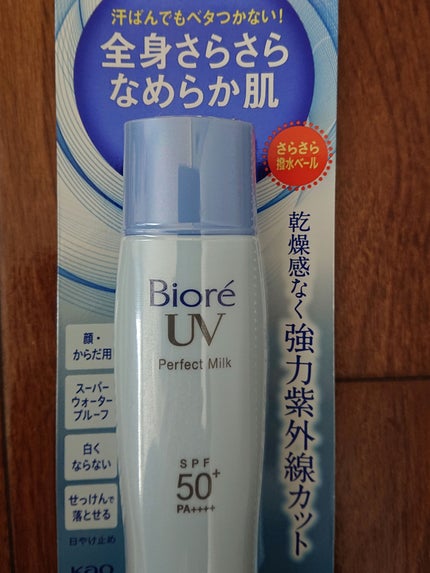 汗ばんでもベタつかない!
全身さらさら
なめらか肌
さらさら
撥水ベール
乾燥感なく強力紫外線カット
Bioré
UV
Perfect Milk
顔・
からだ用
スーパー
ウォーター
プルーフ
白く
ならない
せっけんで
落とせる
日やけ止め
SPF
50+
PA++++
Kao